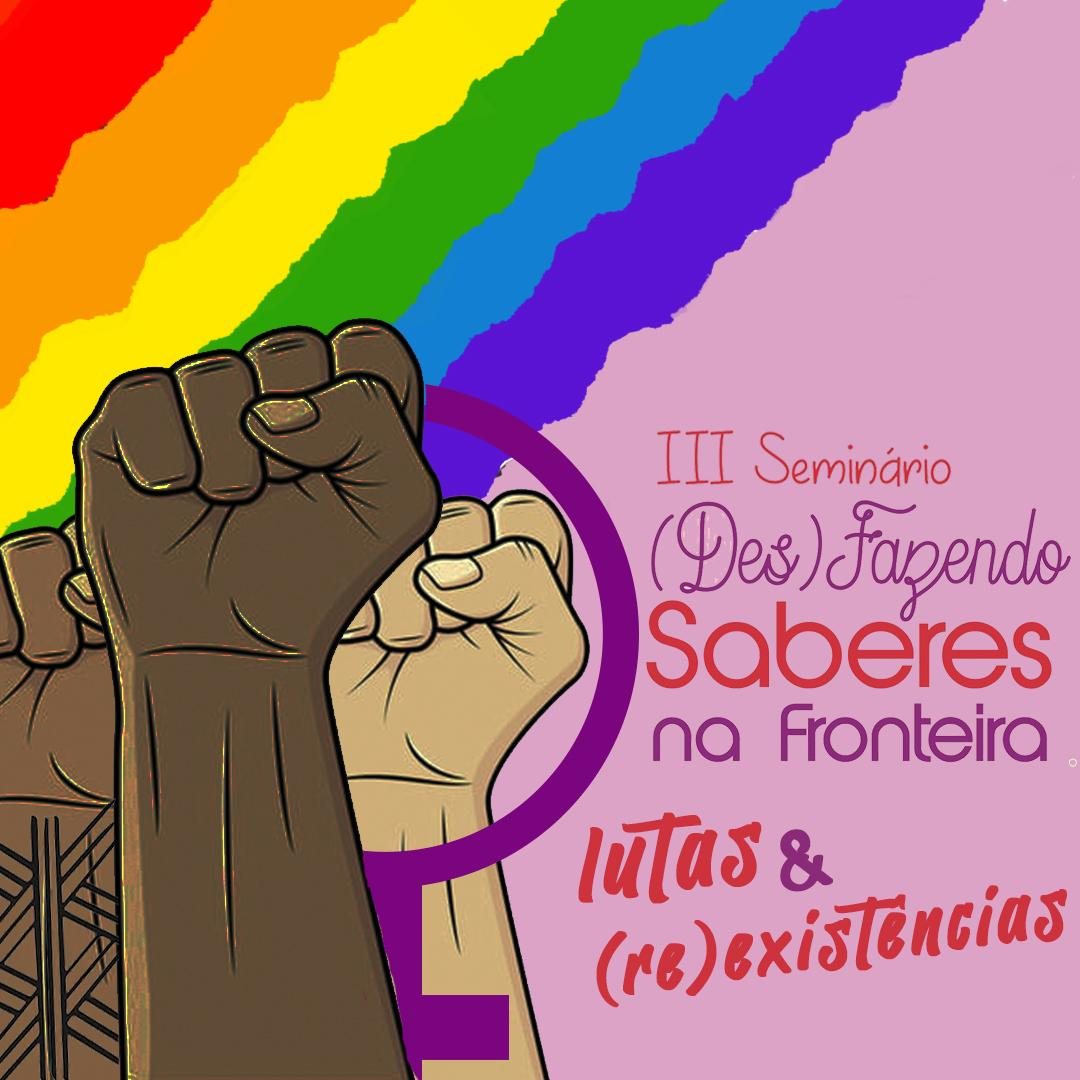 III Seminário
(Des)Fazendo
Saberes
na Fronteira
lutas &
(re)existências